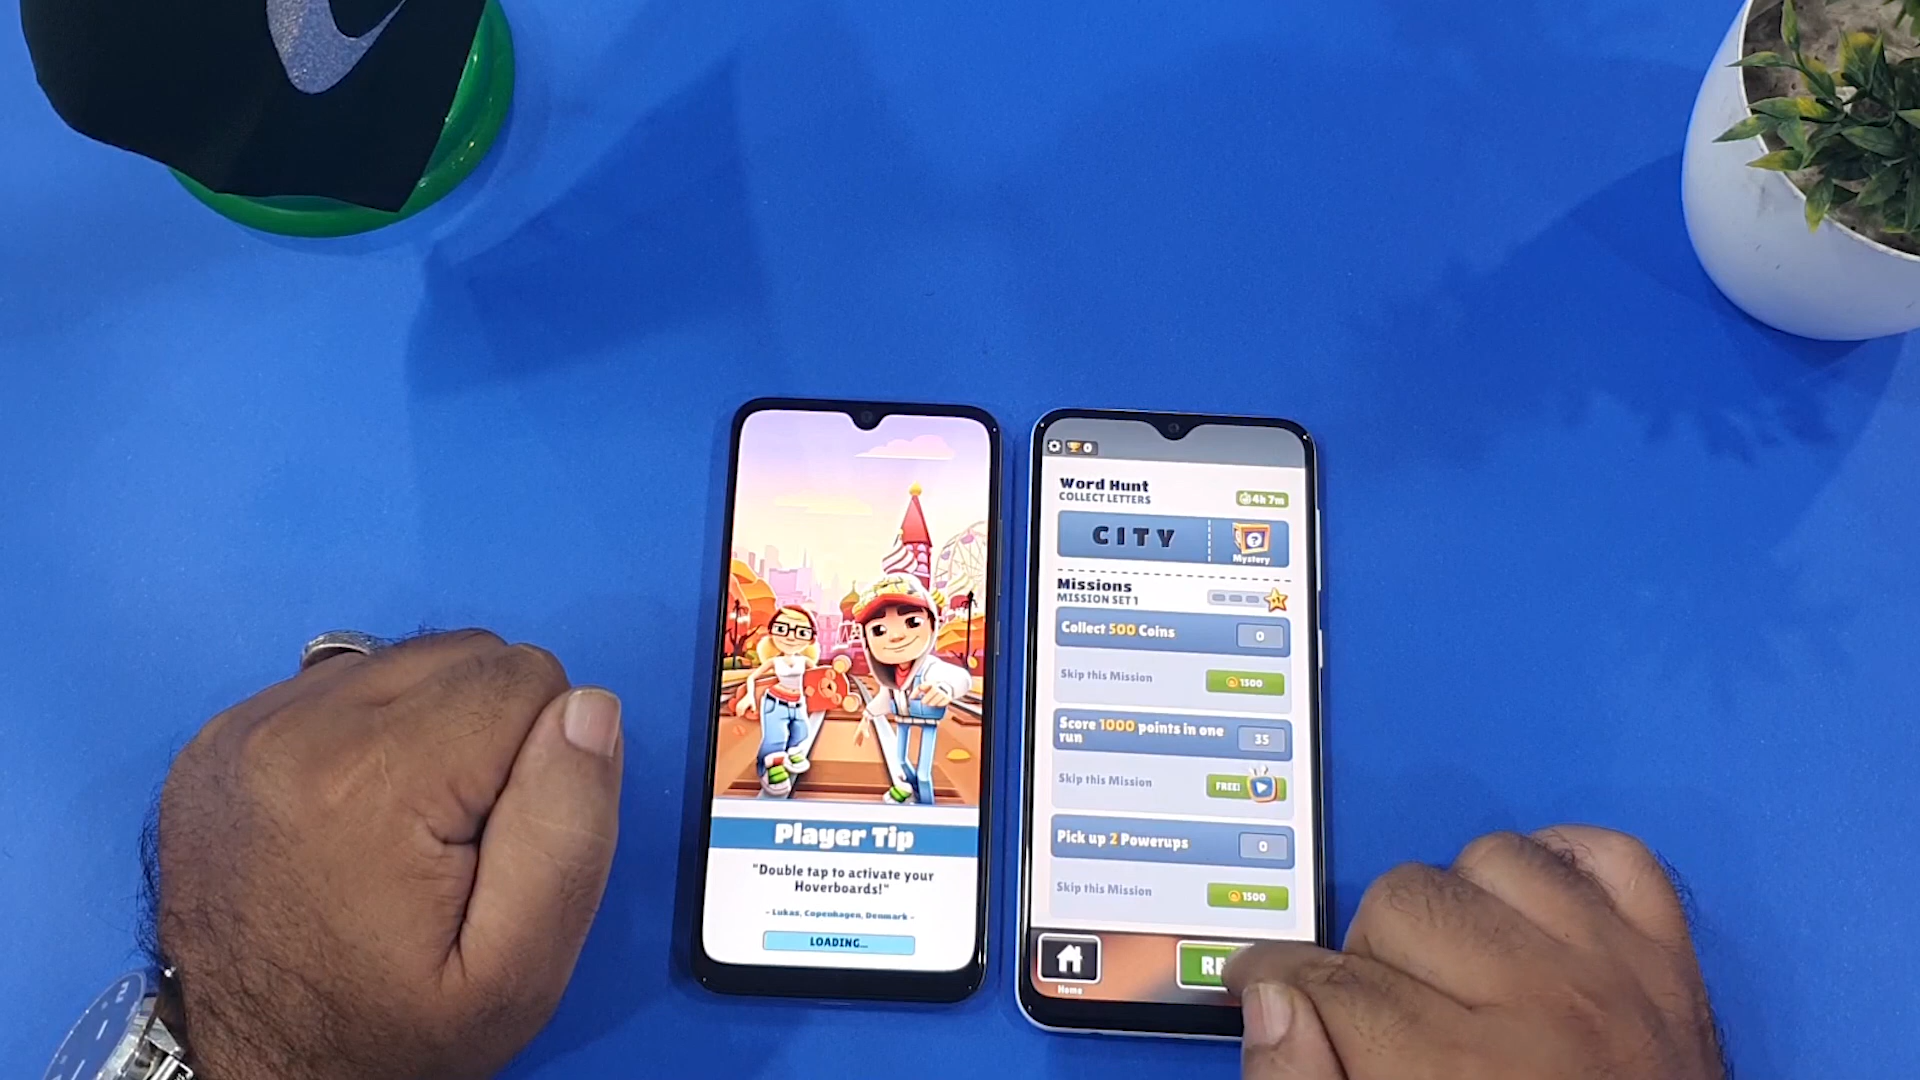 Player Tip
"Double tap to activate your
Hoverboards!"
- Lukas, Copenhagen, Denmark -
LOADING...
0
Word Hunt
COLLECT LETTERS
4h 7m
CITY
Mystery
Missions
MISSION SET 1
Collect 500 Coins
0
Skip this Mission
1500
Score 1000 points in one
run
35
Skip this Mission
FREE!
Pick up 2 Powerups
0
Skip this Mission
1500
Home